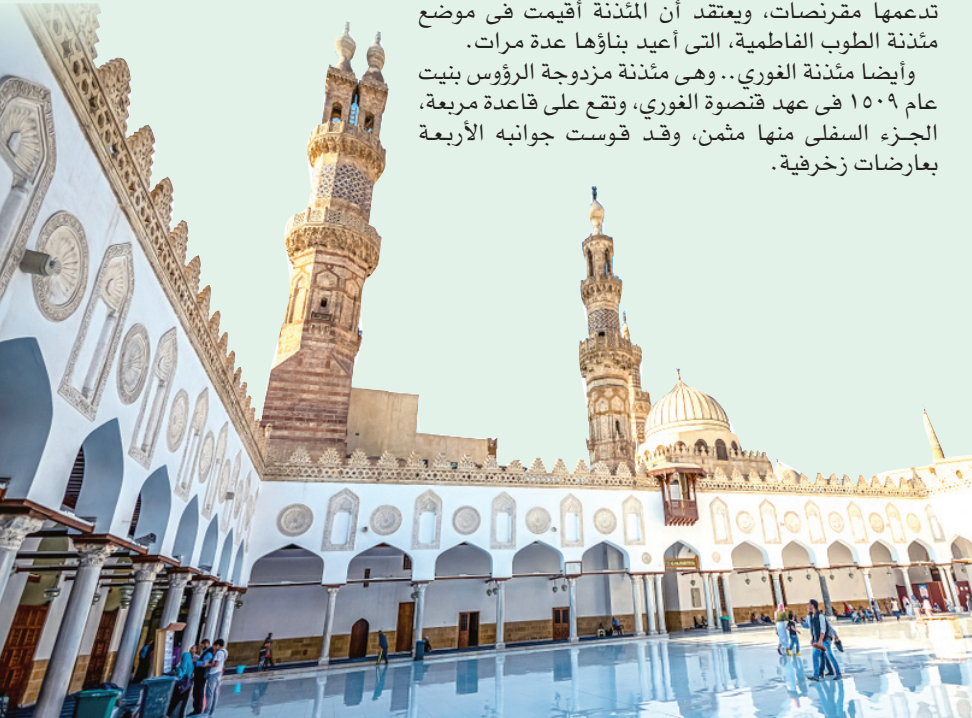 تدعمها مقرنصات، ويعتقد أن المئذنة أقيمت فى موضع
مئذنة الطوب الفاطمية، التى أعيد بناؤها عدة مرات.
وأيضا مئذنة الغوري.. وهى مئذنة مزدوجة الرؤوس بنيت
عام ١٥٠٩ فى عهد قنصوة الغوري، وتقع على قاعدة مربعة،
الجزء السفلى منها مثمن، وقد قوست جوانبه الأربعة
بعارضات زخرفية.